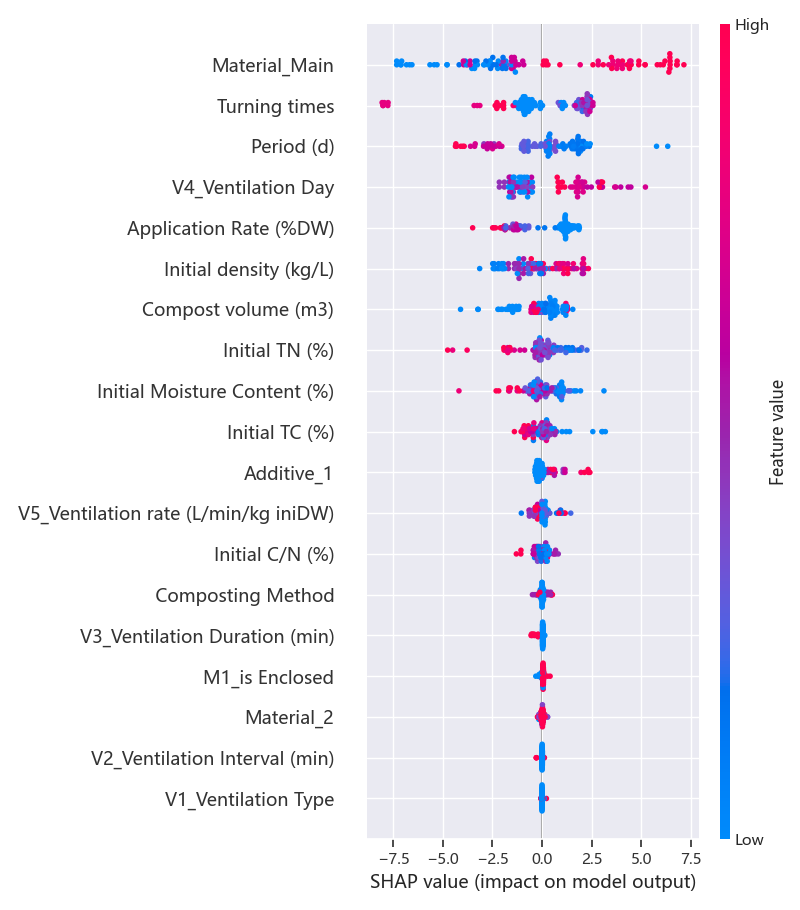 High
Material_Main
Turning times
Period (d)
V4_Ventilation Day
Application Rate (%DW)
Initial density (kg/L)
Compost volume (m3)
Initial TN (%)
Initial Moisture Content (%)
Initial TC (%)
Additive_1
V5_Ventilation rate (L/min/kg iniDW)
Initial C/N (%)
Composting Method
V3_Ventilation Duration (min)
M1_is Enclosed
Material_2
V2_Ventilation Interval (min)
V1_Ventilation Type
Feature value
Low
−7.5 −5.0 −2.5 0.0 2.5 5.0 7.5
SHAP value (impact on model output)